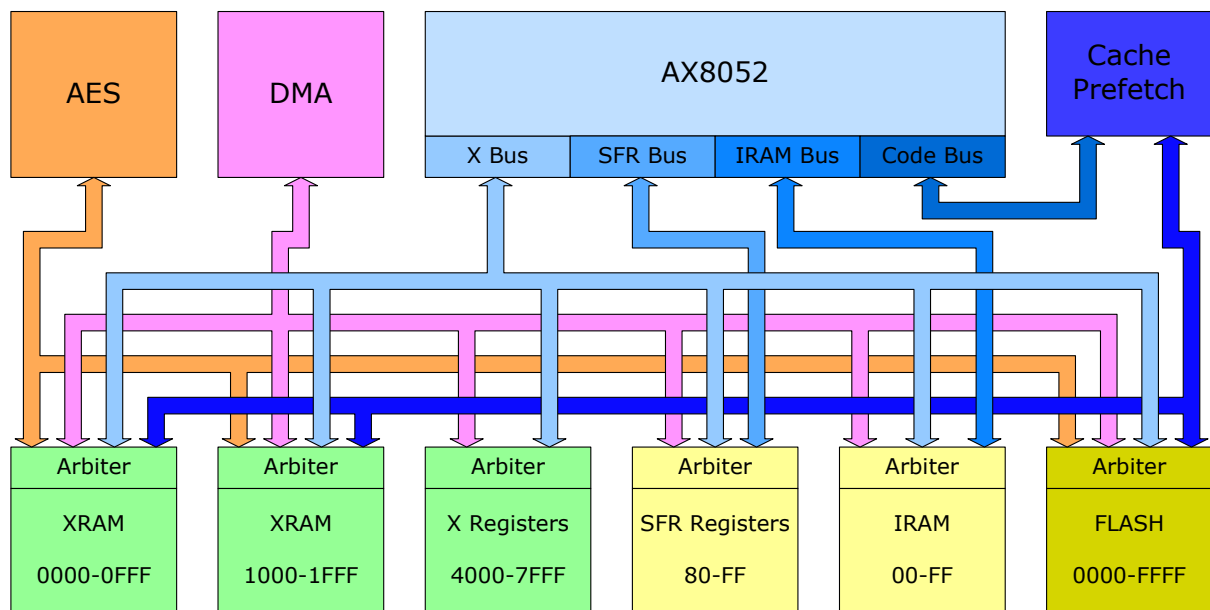 AES
DMA
AX8052
Cache
Prefetch
X Bus
SFR Bus
IRAM Bus
Code Bus
Arbiter
Arbiter
Arbiter
Arbiter
Arbiter
Arbiter
XRAM
XRAM
X Registers
SFR Registers
IRAM
FLASH
0000-0FFF
1000-1FFF
4000-7FFF
80-FF
00-FF
0000-FFFF